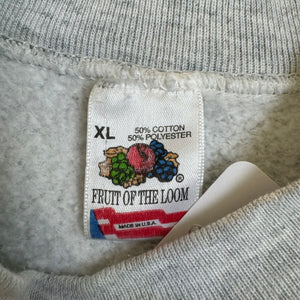 XL
50% COTTON
50% POLYESTER
®
FRUIT OF THE LOOM
MADE IN U.S.A.